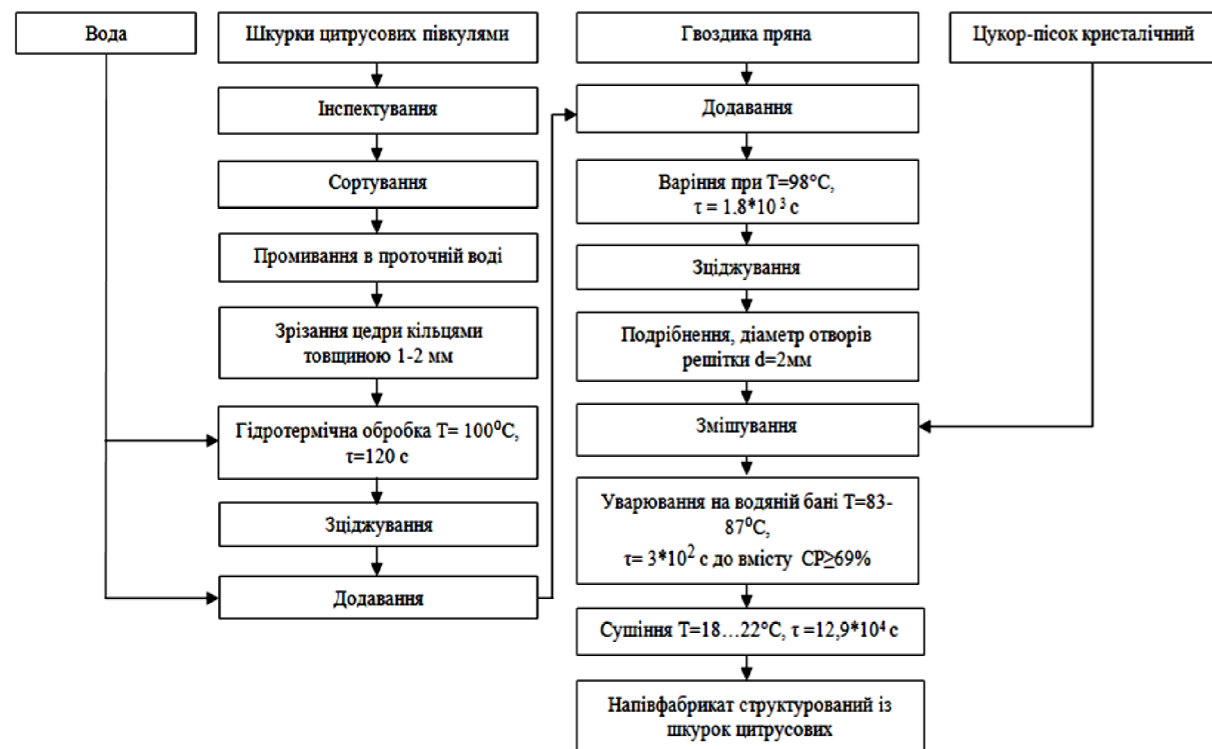 Вода
Шкурки цитрусових півкулями
Гвоздика пряна
Цукор-пісок кристалічний
Інспектування
Сортування
Промивання в проточній воді
Зрізання цедри кільцями
товщиною 1-2 мм
Гідротермічна обробка T= 100⁰C,
τ=120 с
Зціджування
Додавання
Додавання
Варіння при T=98°C,
τ = 1.8*10 ³ с
Зціджування
Подрібнення, діаметр отворів
решітки d=2мм
Змішування
Уварювання на водяній бані T=83-
87⁰C,
τ= 3*10² с до вмісту СР≥69%
Сушіння T=18…22°C, τ =12,9*10⁴ с
Напівфабрикат структурований із
шкурок цитрусових